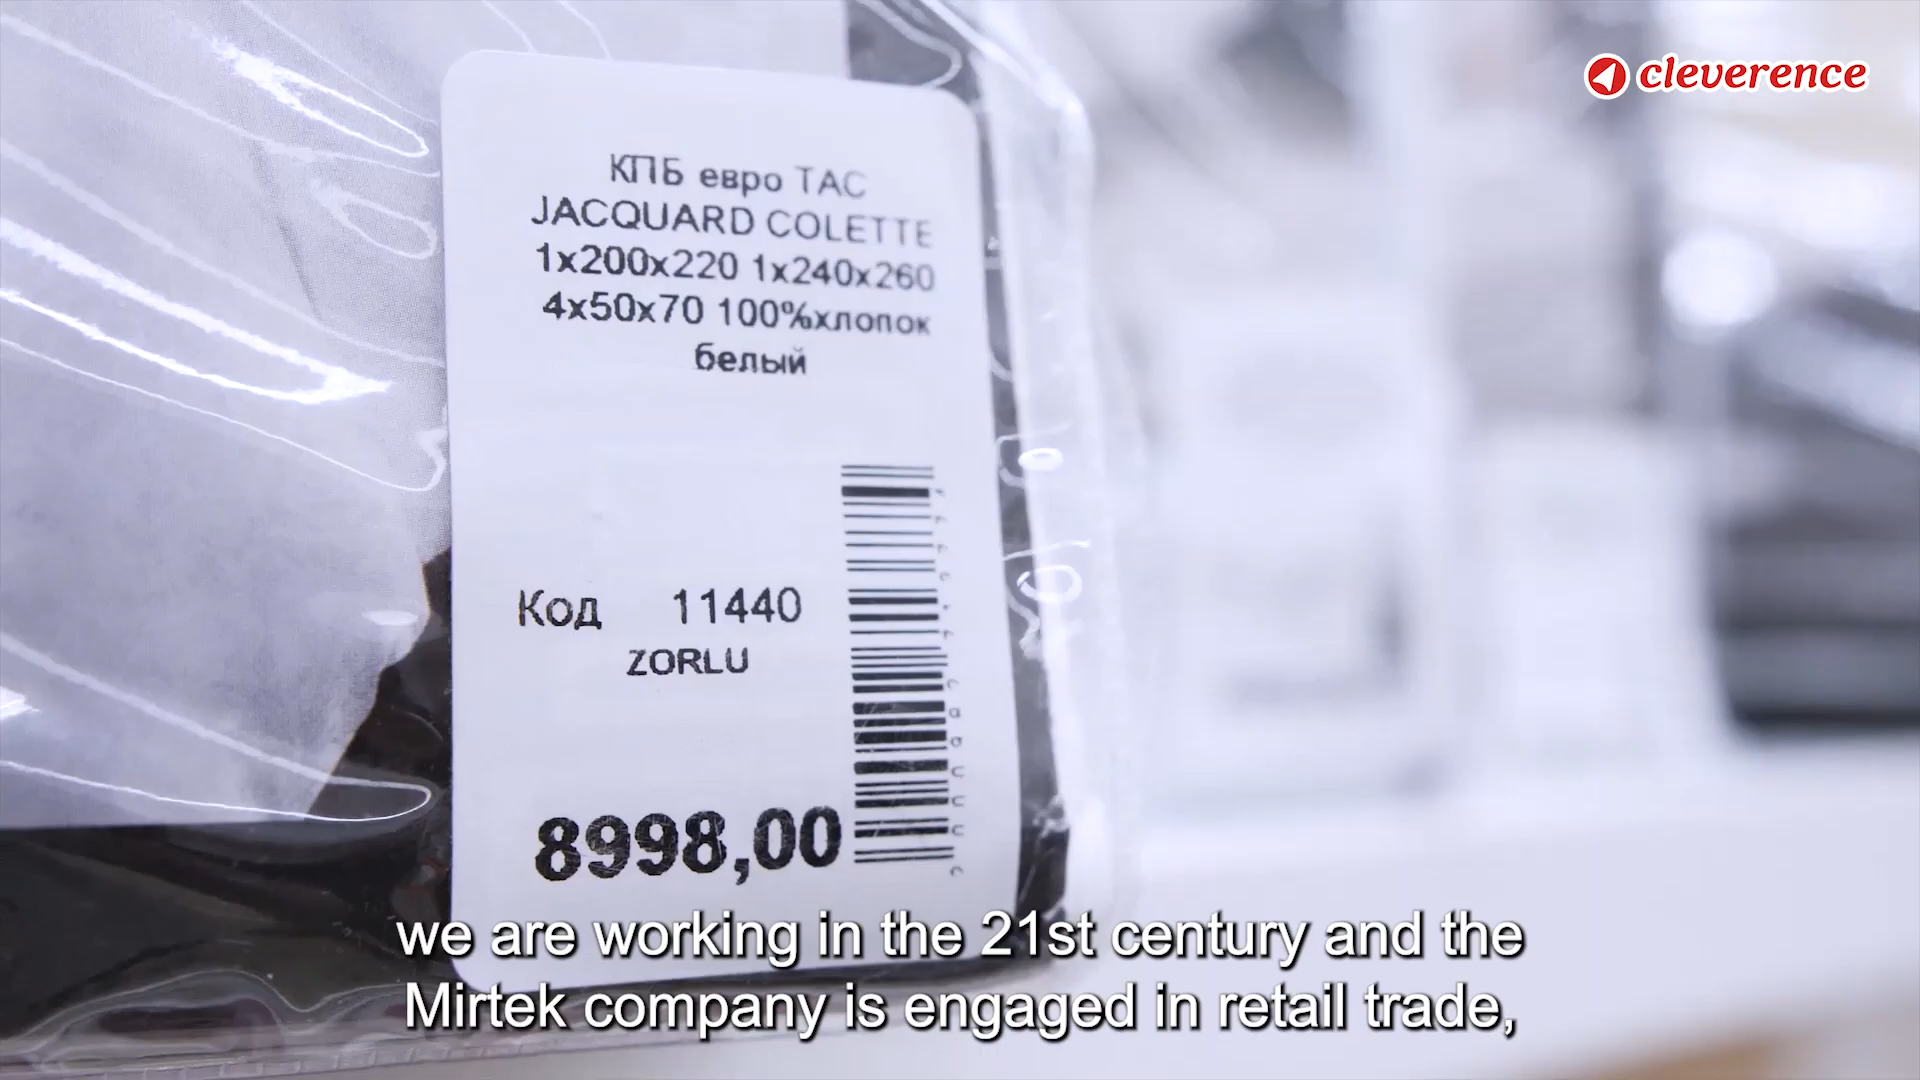 cleverence
КПБ евро TAC
JACQUARD COLETTE
1x200x220 1x240x260
4x50x70 100%хлопок
белый
Код 11440
ZORLU
8998,00
we are working in the 21st century and the
Mirtek company is engaged in retail trade,